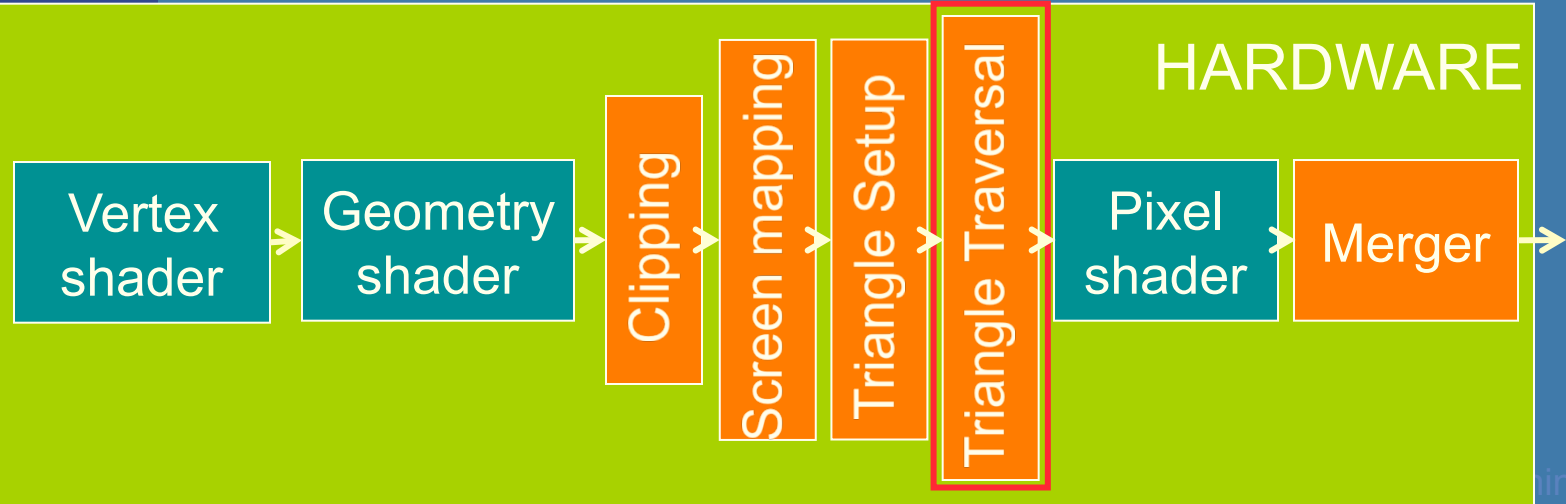 HARDWARE
Vertex
shader
Geometry
shader
Clipping
Screen mapping
Triangle Setup
Triangle Traversal
Pixel
shader
Merger